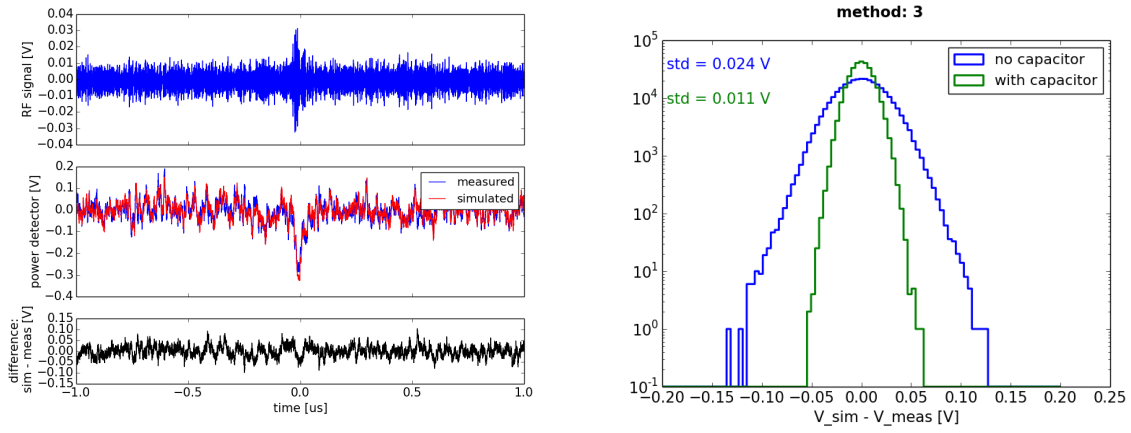 0.04
0.03
0.02
0.01
0.00
−0.01
−0.02
−0.03
−0.04
RF signal [V]
0.2
0.1
0.0
−0.1
−0.2
−0.3
−0.4
power detector [V]
measured
simulated
0.15
0.10
0.05
0.00
−0.05
−0.10
−0.15
difference:
sim - meas [V]
−1.0 −0.5 0.0 0.5 1.0
time [us]
method: 3
std = 0.024 V
std = 0.011 V
no capacitor
with capacitor
10^5
10^4
10^3
10^2
10^1
10^0
10^-1
−0.20 −0.15 −0.10 −0.05 0.00 0.05 0.10 0.15 0.20 0.25
V_sim - V_meas [V]